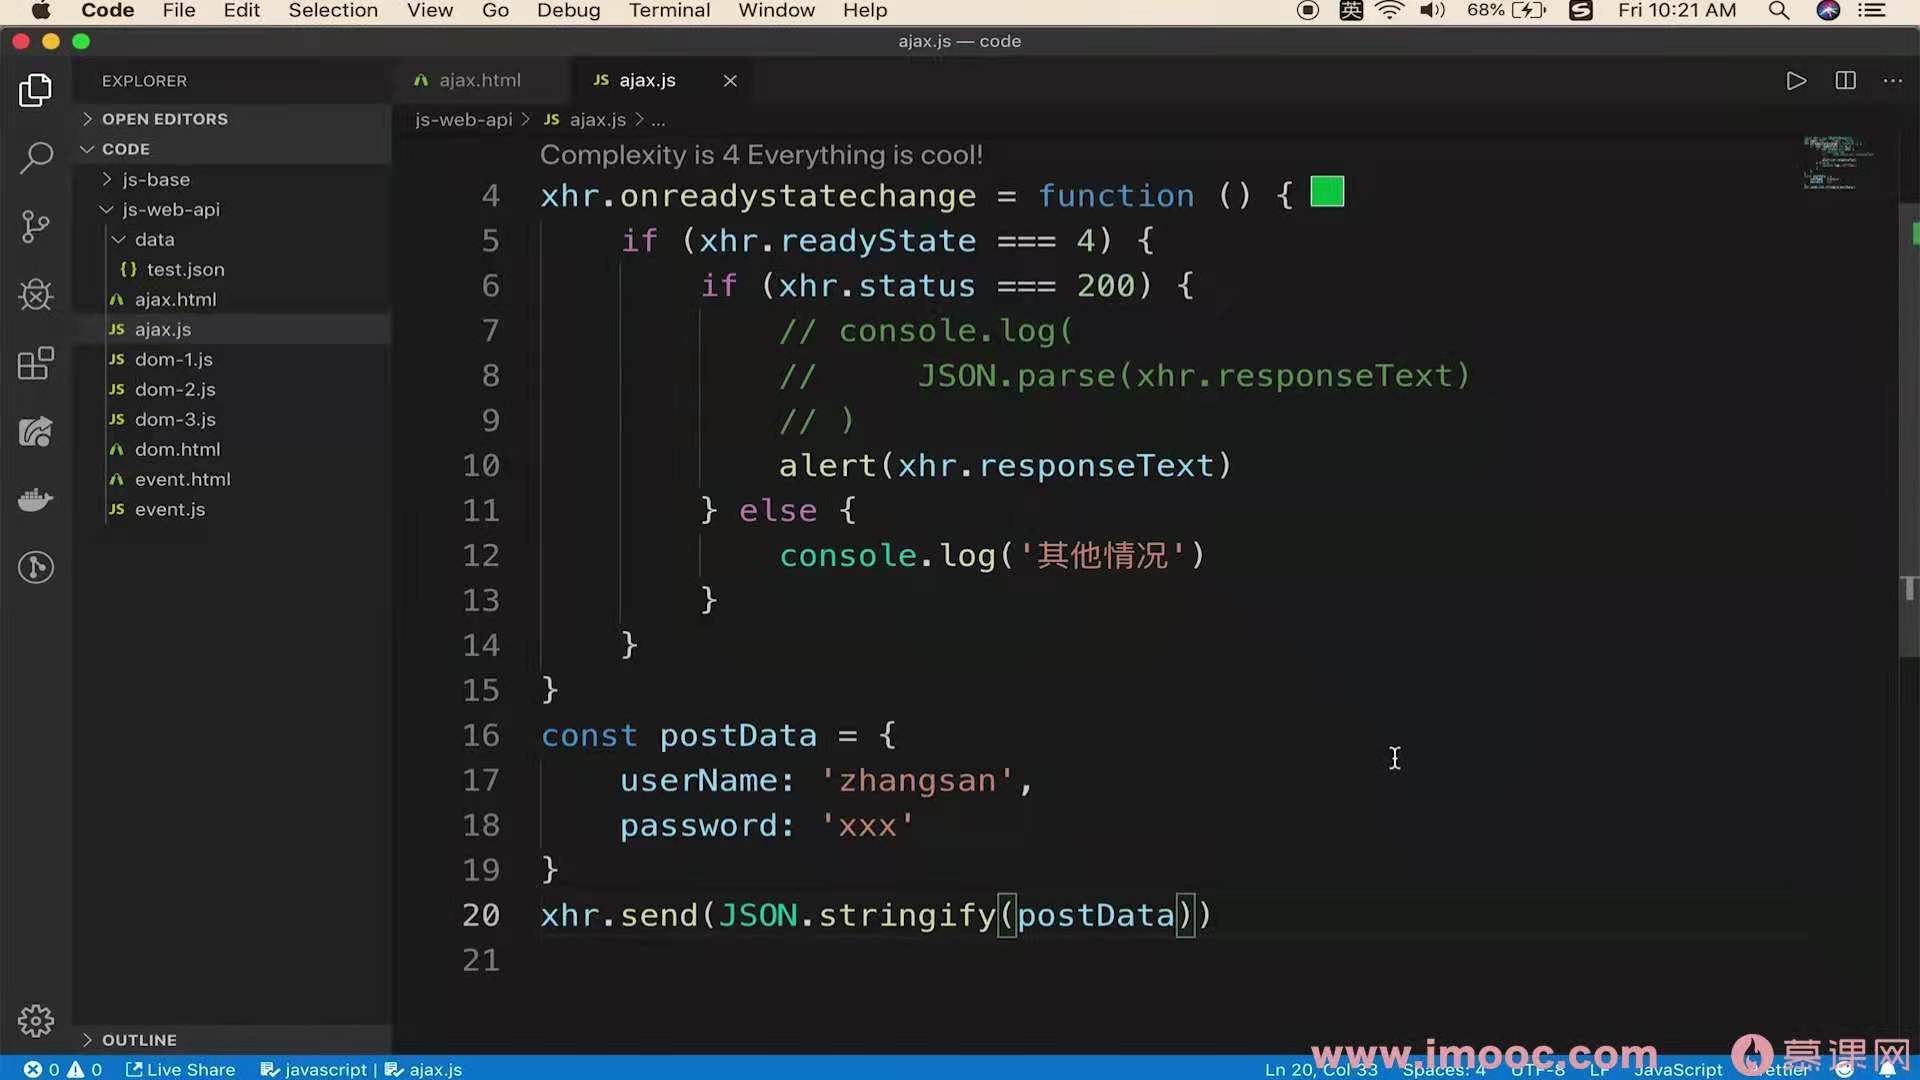 Code File Edit Selection View Go Debug Terminal Window Help 英 68% S Fri 10:21 AM
ajax.js — code
EXPLORER
OPEN EDITORS
CODE
js-base
js-web-api
data
{} test.json
ajax.html
JS ajax.js
JS dom-1.js
JS dom-2.js
JS dom-3.js
dom.html
event.html
JS event.js
OUTLINE
ajax.html JS ajax.js
js-web-api > JS ajax.js > ...
Complexity is 4 Everything is cool!
4 xhr.onreadystatechange = function () {
5 if (xhr.readyState === 4) {
6 if (xhr.status === 200) {
7 // console.log(
8 // JSON.parse(xhr.responseText)
9 // )
10 alert(xhr.responseText)
11 } else {
12 console.log('其他情况')
13 }
14 }
15 }
16 const postData = {
17 userName: 'zhangsan',
18 password: 'xxx'
19 }
20 xhr.send(JSON.stringify(postData))
21
www.imooc.com 慕课网
0 0 Live Share javascript | ajax.js Ln 20, Col 33 Spaces: 4 UTF-8 LF JavaScript Prettier